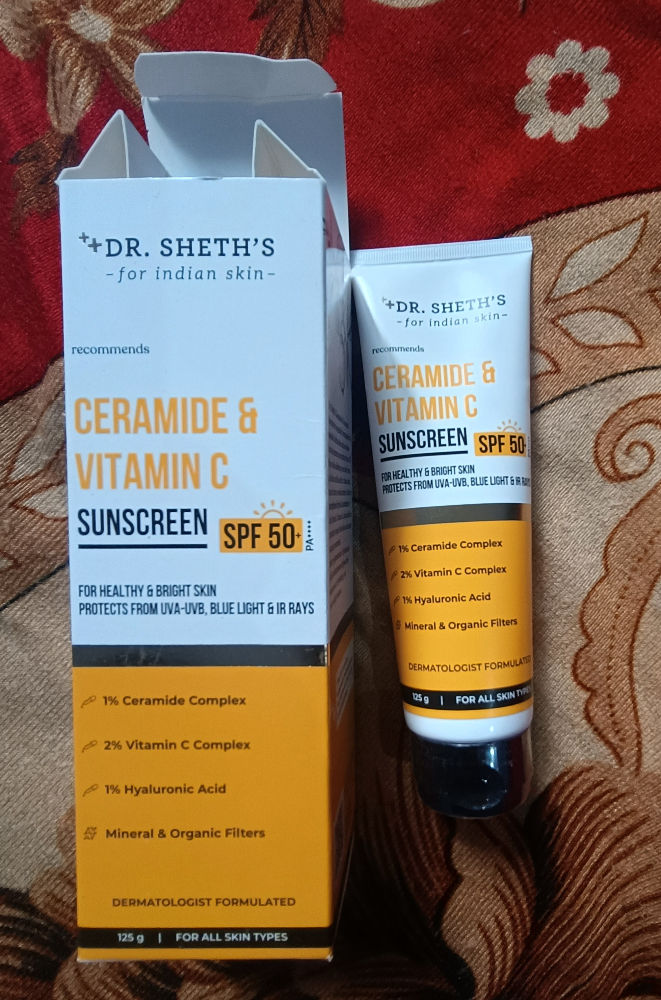 DR. SHETH'S
-for indian skin-
recommends
CERAMIDE &
VITAMIN C
SUNSCREEN SPF 50+ PA++++
FOR HEALTHY & BRIGHT SKIN
PROTECTS FROM UVA-UVB, BLUE LIGHT & IR RAYS
1% Ceramide Complex
2% Vitamin C Complex
1% Hyaluronic Acid
Mineral & Organic Filters
DERMATOLOGIST FORMULATED
125 g | FOR ALL SKIN TYPES
DR. SHETH'S
-for indian skin-
recommends
CERAMIDE &
VITAMIN C
SUNSCREEN SPF 50
FOR HEALTHY & BRIGHT SKIN
PROTECTS FROM UVA-UVB, BLUE LIGHT & IR RAYS
1% Ceramide Complex
2% Vitamin C Complex
1% Hyaluronic Acid
Mineral & Organic Filters
DERMATOLOGIST FORMULATED
125 g | FOR ALL SKIN TYPES